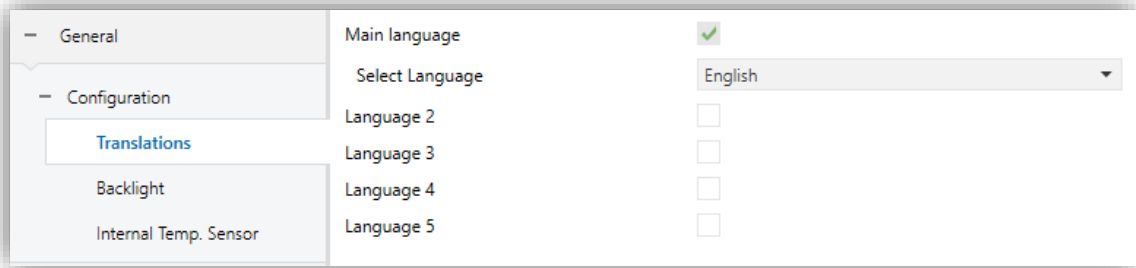 General
Configuration
Translations
Backlight
Internal Temp. Sensor
Main language
Select Language
English
Language 2
Language 3
Language 4
Language 5